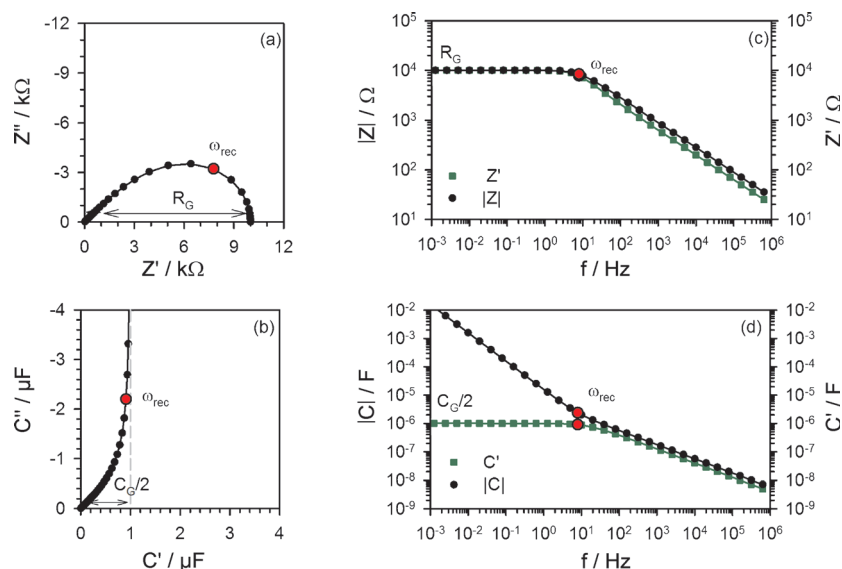 (a)
-12
-9
-6
-3
0
Z'' / kΩ
ω_rec
R_G
0 3 6 9 12
Z' / kΩ
(c)
10^5
10^4
10^3
10^2
10^1
|Z| / Ω
R_G
ω_rec
Z'
|Z|
10^5
10^4
10^3
10^2
10^1
Z' / Ω
10^-3 10^-2 10^-1 10^0 10^1 10^2 10^3 10^4 10^5 10^6
f / Hz
(b)
-4
-3
-2
-1
0
C'' / µF
ω_rec
C_G/2
0 1 2 3 4
C' / µF
(d)
10^-2
10^-3
10^-4
10^-5
10^-6
10^-7
10^-8
10^-9
|C| / F
ω_rec
C_G/2
C'
|C|
10^-2
10^-3
10^-4
10^-5
10^-6
10^-7
10^-8
10^-9
C' / F
10^-3 10^-2 10^-1 10^0 10^1 10^2 10^3 10^4 10^5 10^6
f / Hz